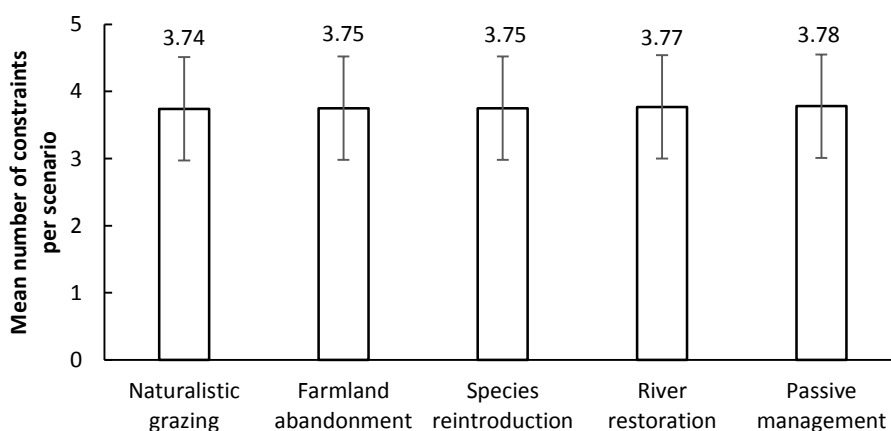 5
3.74
3.75
3.75
3.77
3.78
4
3
2
1
0
Mean number of constraints
per scenario
Naturalistic
grazing
Farmland
abandonment
Species
reintroduction
River
restoration
Passive
management